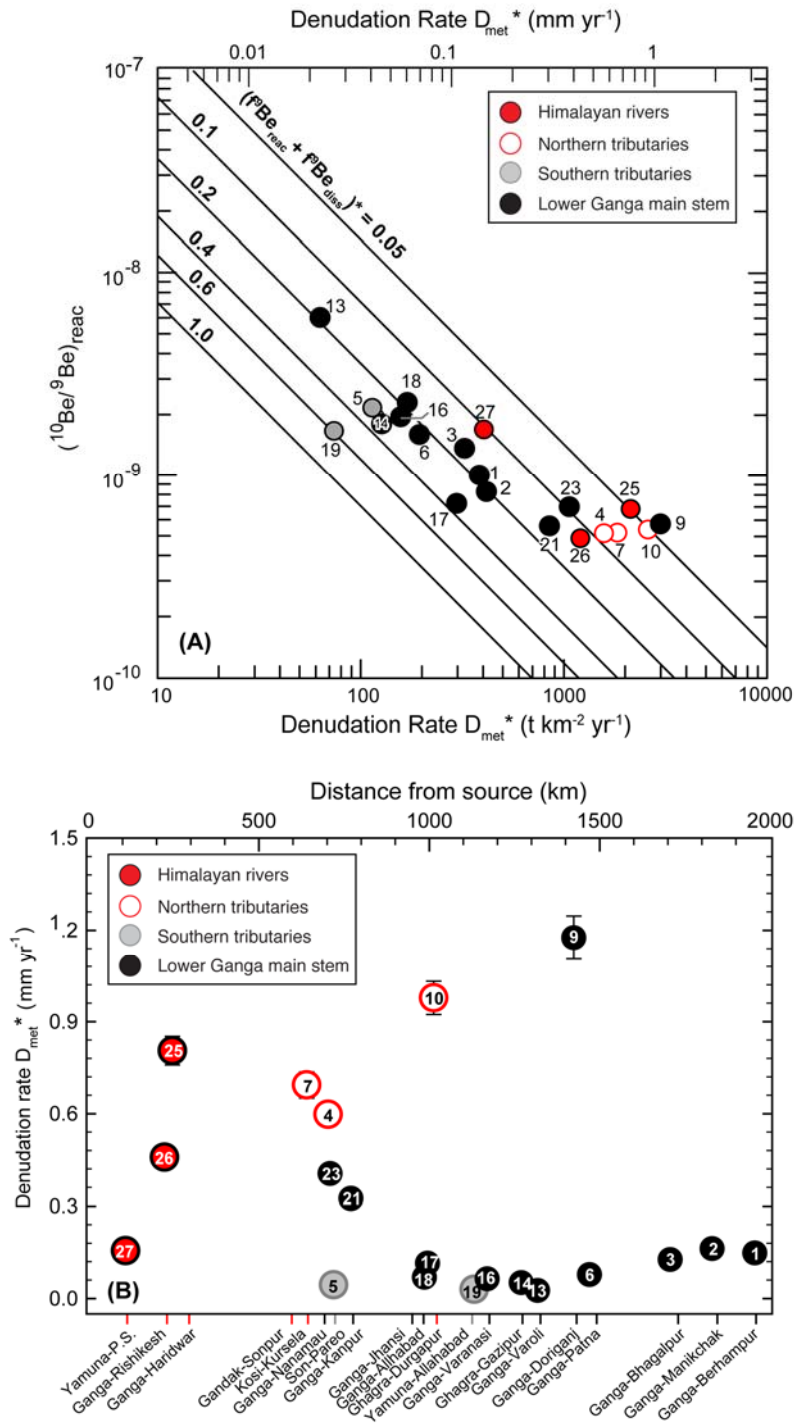 Denudation Rate D_met* (mm yr⁻¹)
0.01 0.1 1
10⁻⁷
(f⁹Be_reac + f⁹Be_diss)* = 0.05
0.1
0.2
0.4
0.6
1.0
Himalayan rivers
Northern tributaries
Southern tributaries
Lower Ganga main stem
10⁻⁸
(¹⁰Be/⁹Be)_reac
13
18
5 14 16 27
19 6 3
10⁻⁹
1
17 2 23 25
4 9
21 26 7 10
(A)
10⁻¹⁰
10 100 1000 10000
Denudation Rate D_met* (t km⁻² yr⁻¹)
Distance from source (km)
0 500 1000 1500 2000
1.5
Himalayan rivers
Northern tributaries
Southern tributaries
Lower Ganga main stem
1.2
9
10
0.9
25
7
0.6
4
26
23
0.3
21
27
17
18
5
19
16
14
13
6
3
2
1
0.0
(B)
Denudation rate D_met* (mm yr⁻¹)
Yamuna-P.S.
Ganga-Rishikesh
Ganga-Haridwar
Gandak-Sonpur
Kosi-Kursela
Ganga-Nanamau
Son-Pareo
Ganga-Kanpur
Ganga-Jhansi
Ganga-Alhabad
Ghagra-Durgapur
Yamuna-Allahabad
Ganga-Varanasi
Ghagra-Gazipur
Ganga-Varoli
Ganga-Doriganj
Ganga-Patna
Ganga-Bhagalpur
Ganga-Manikchak
Ganga-Berhampur